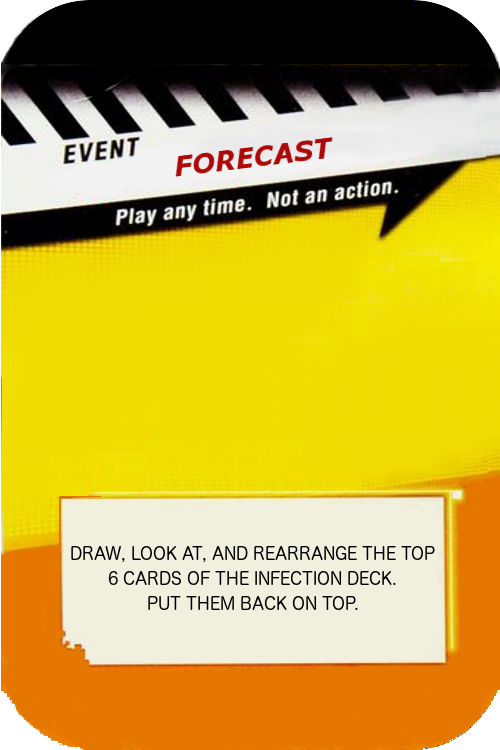 EVENT FORECAST
Play any time. Not an action.
DRAW, LOOK AT, AND REARRANGE THE TOP
6 CARDS OF THE INFECTION DECK.
PUT THEM BACK ON TOP.